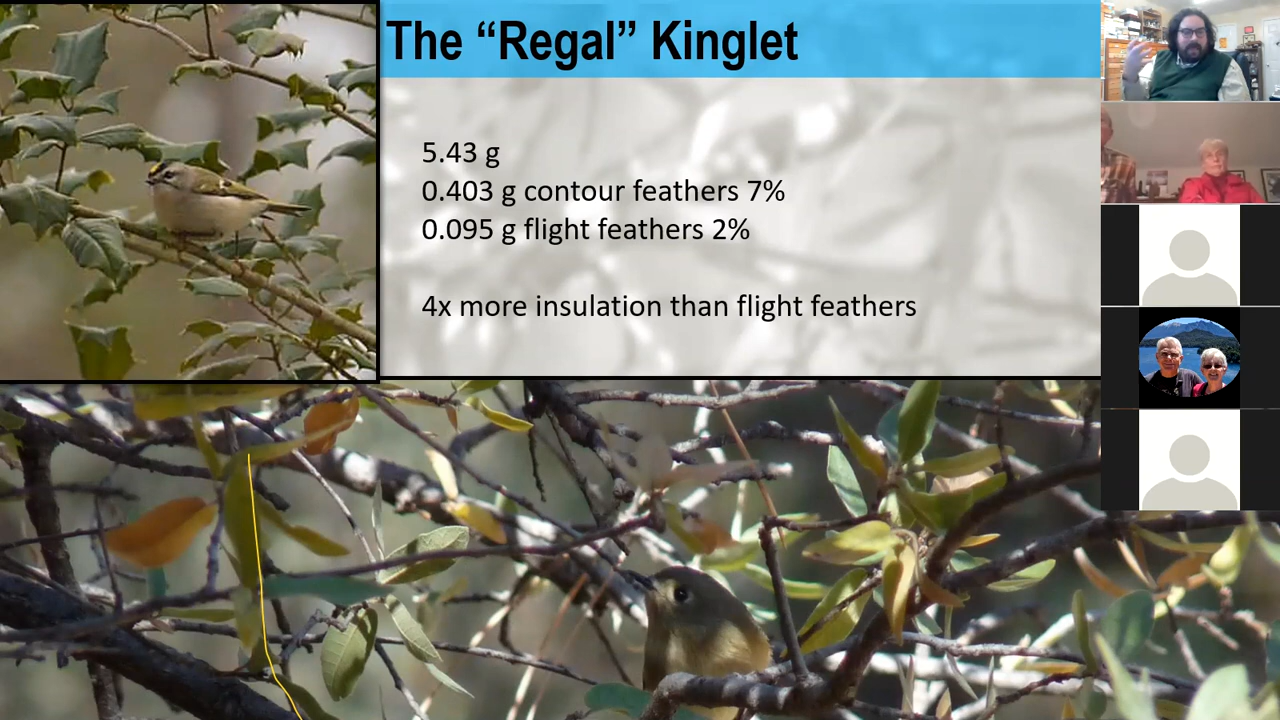 The “Regal” Kinglet
5.43 g
0.403 g contour feathers 7%
0.095 g flight feathers 2%
4x more insulation than flight feathers